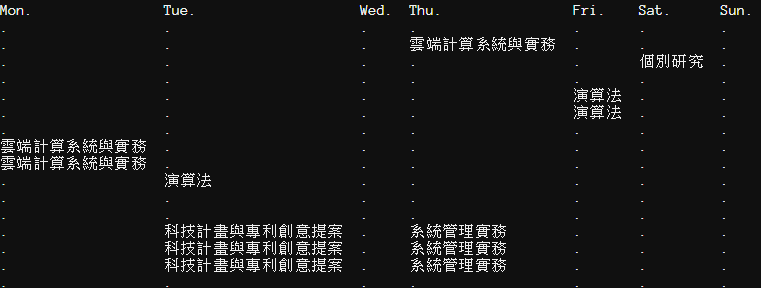 Mon. Tue. Wed. Thu. Fri. Sat. Sun.
. . . . . . .
. . . 雲端計算系統與實務 . . .
. . . . . 個別研究 .
. . . . . . .
. . . . 演算法 . .
. . . . 演算法 . .
. . . . . . .
雲端計算系統與實務 . . . . . .
雲端計算系統與實務 . . . . . .
. 演算法 . . . . .
. . . . . . .
. . . . . . .
. 科技計畫與專利創意提案 . 系統管理實務 . . .
. 科技計畫與專利創意提案 . 系統管理實務 . . .
. 科技計畫與專利創意提案 . 系統管理實務 . . .
. . . . . . .